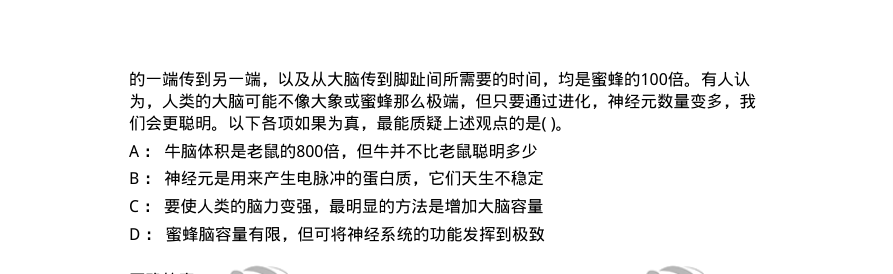 的一端传到另一端，以及从大脑传到脚趾间所需要的时间，均是蜜蜂的100倍。有人认
为，人类的大脑可能不像大象或蜜蜂那么极端，但只要通过进化，神经元数量变多，我
们会更聪明。以下各项如果为真，最能质疑上述观点的是( )。
A： 牛脑体积是老鼠的800倍，但牛并不比老鼠聪明多少
B： 神经元是用来产生电脉冲的蛋白质，它们天生不稳定
C： 要使人类的脑力变强，最明显的方法是增加大脑容量
D： 蜜蜂脑容量有限，但可将神经系统的功能发挥到极致